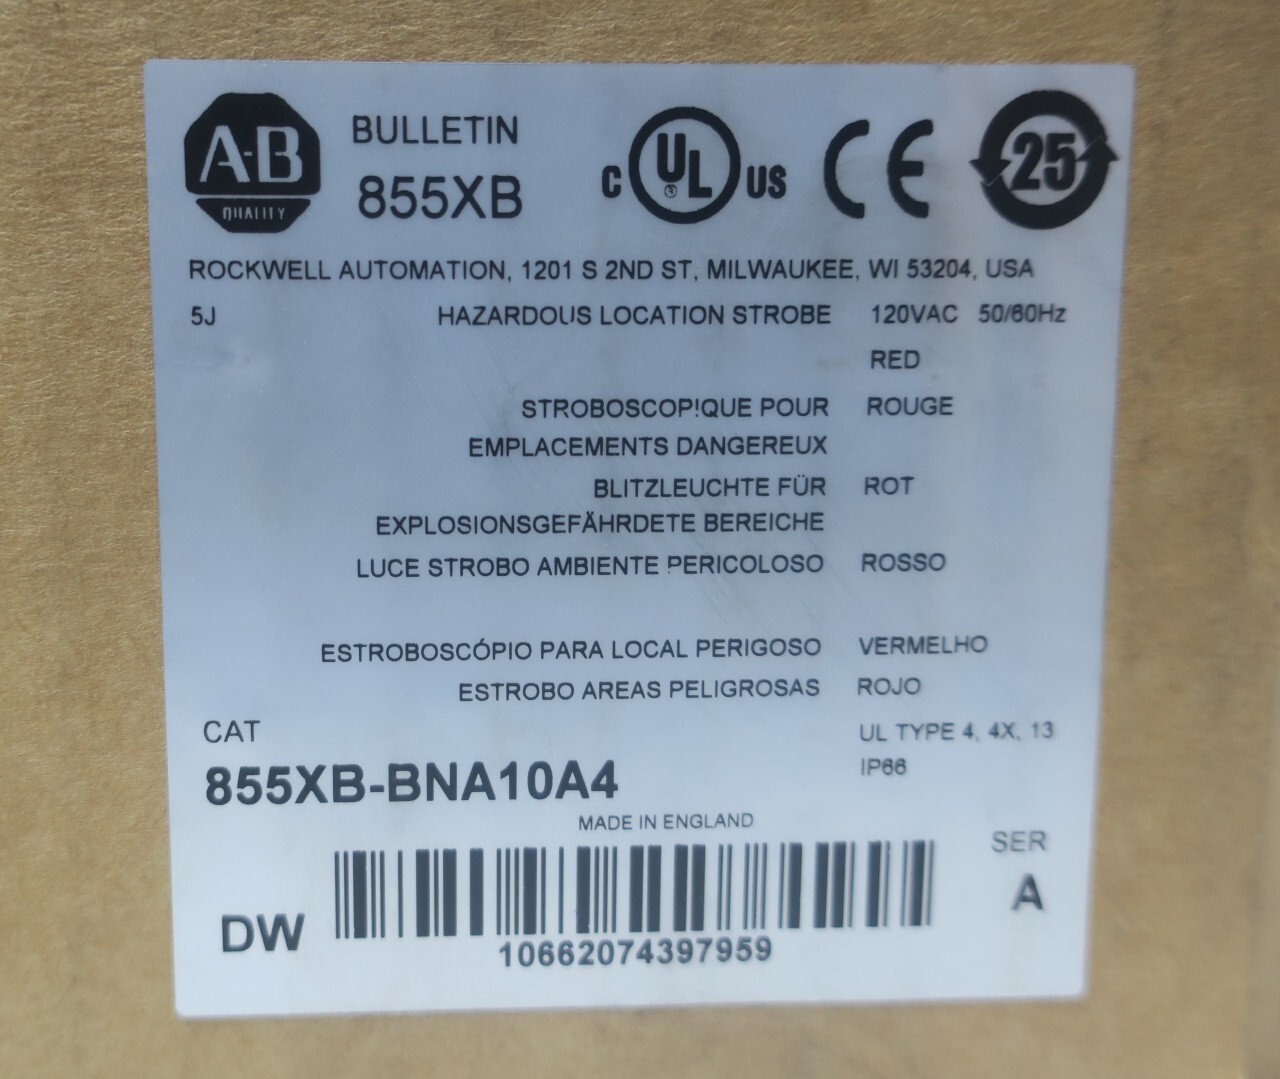 A-B
QUALITY
BULLETIN
855XB
C UL US
CE
25
ROCKWELL AUTOMATION, 1201 S 2ND ST, MILWAUKEE, WI 53204, USA
5J HAZARDOUS LOCATION STROBE 120VAC 50/60Hz
RED
STROBOSCOPIQUE POUR ROUGE
EMPLACEMENTS DANGEREUX
BLITZLEUCHTE FÜR ROT
EXPLOSIONSGEFÄHRDETE BEREICHE
LUCE STROBO AMBIENTE PERICOLOSO ROSSO
ESTROBOSCÓPIO PARA LOCAL PERIGOSO VERMELHO
ESTROBO AREAS PELIGROSAS ROJO
CAT UL TYPE 4, 4X, 13
855XB-BNA10A4 IP66
MADE IN ENGLAND
SER
A
DW
10662074397959